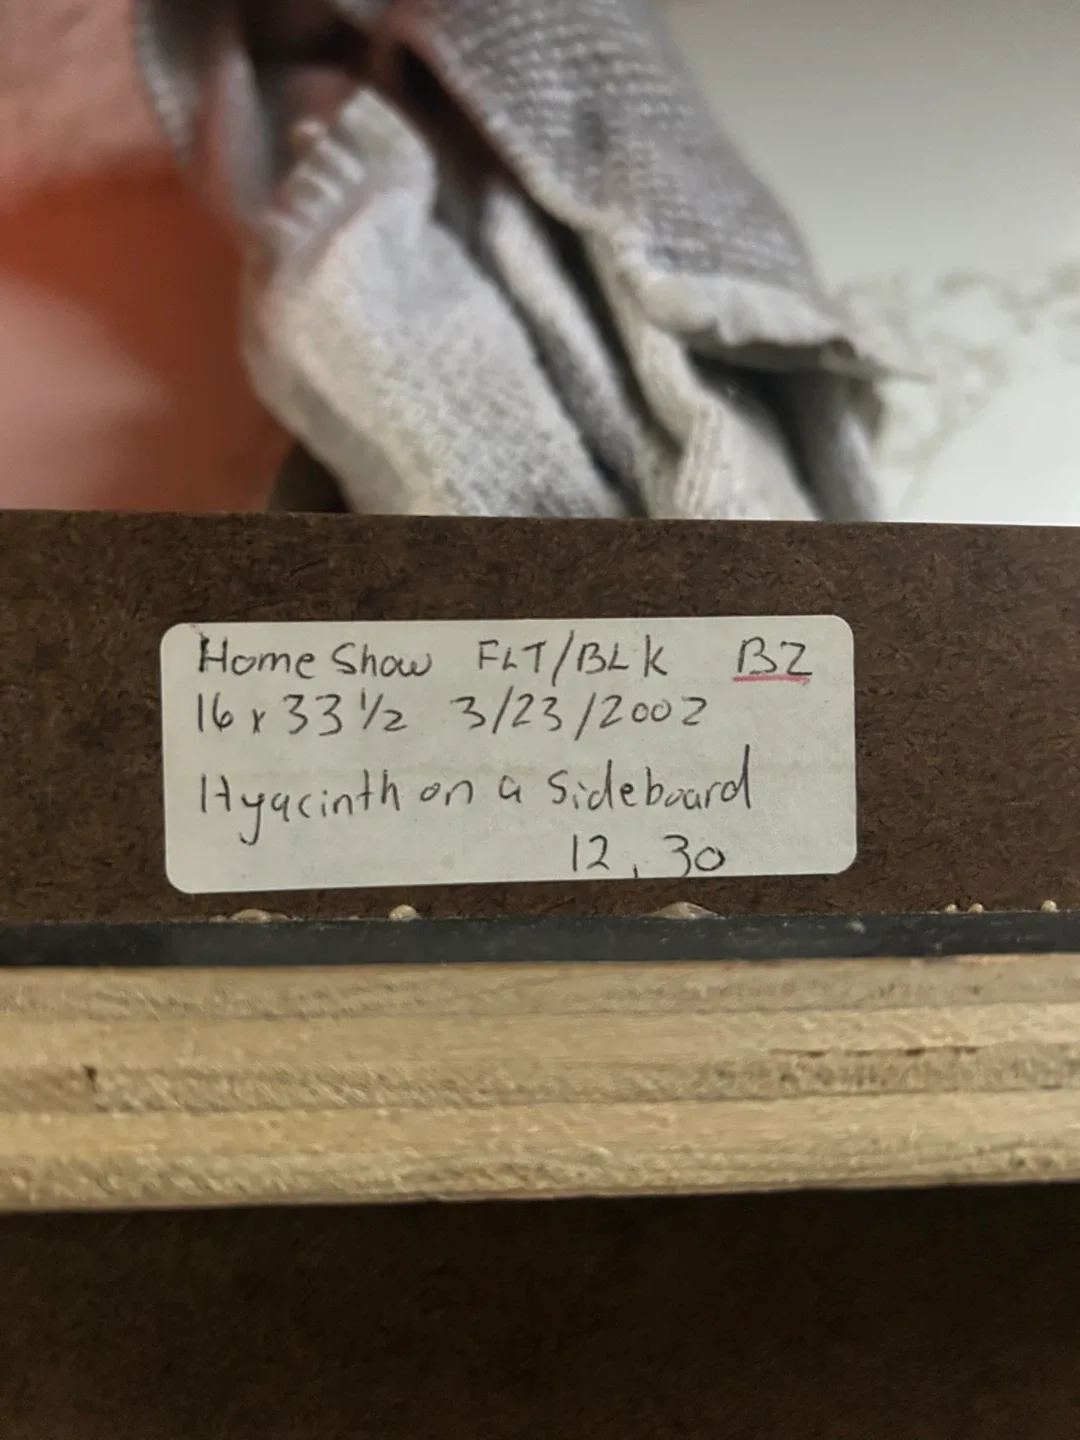 Home Show FLT/BLK BZ
16 x 33 1/2 3/23/2002
Hyacinth on a Sideboard
12.30